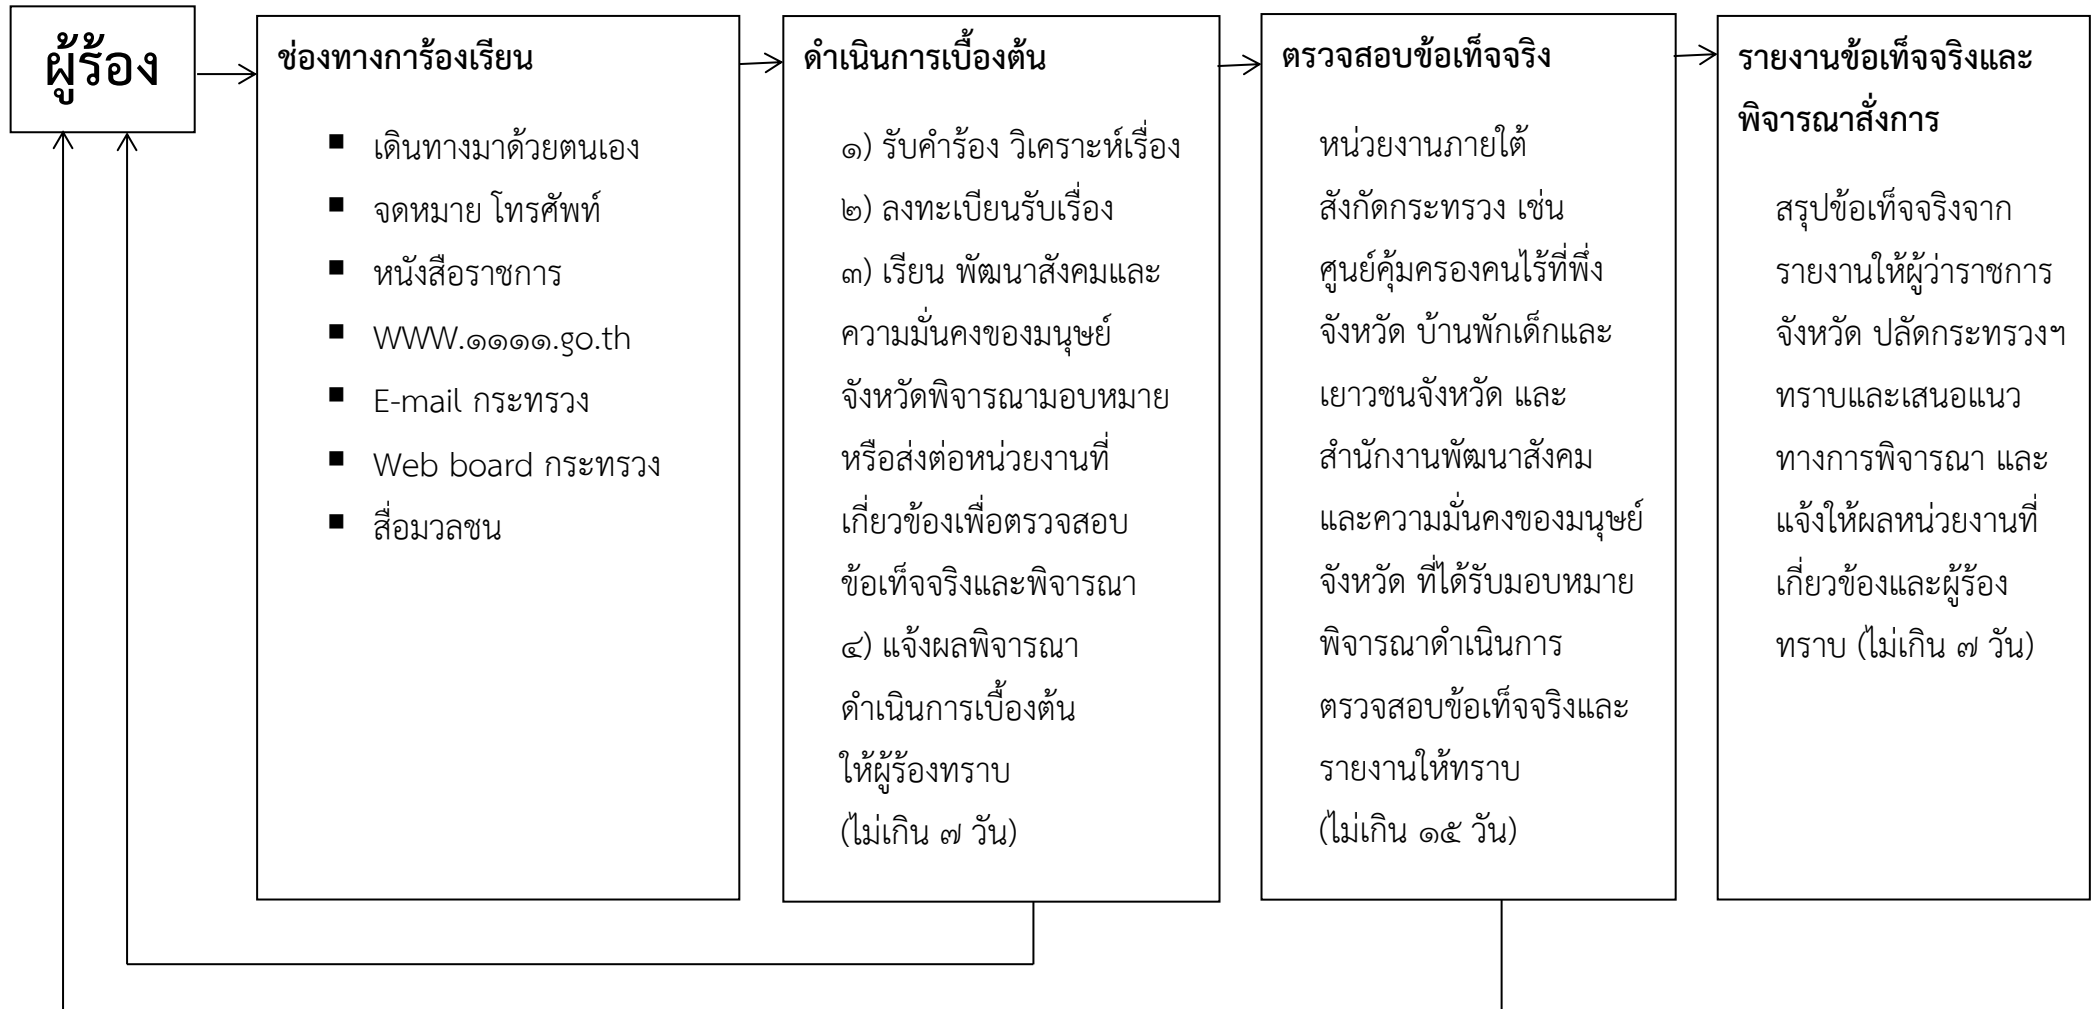 ผู้ร้อง
ช่องทางการ้องเรียน
■ เดินทางมาด้วยตนเอง
■ จดหมาย โทรศัพท์
■ หนังสือราชการ
■ WWW.๑๑๑๑.go.th
■ E-mail กระทรวง
■ Web board กระทรวง
■ สื่อมวลชน
ดำเนินการเบื้องต้น
๑) รับคำร้อง วิเคราะห์เรื่อง
๒) ลงทะเบียนรับเรื่อง
๓) เรียน พัฒนาสังคมและ
ความมั่นคงของมนุษย์
จังหวัดพิจารณามอบหมาย
หรือส่งต่อหน่วยงานที่
เกี่ยวข้องเพื่อตรวจสอบ
ข้อเท็จจริงและพิจารณา
๔) แจ้งผลพิจารณา
ดำเนินการเบื้องต้น
ให้ผู้ร้องทราบ
(ไม่เกิน ๗ วัน)
ตรวจสอบข้อเท็จจริง
หน่วยงานภายใต้
สังกัดกระทรวง เช่น
ศูนย์คุ้มครองคนไร้ที่พึ่ง
จังหวัด บ้านพักเด็กและ
เยาวชนจังหวัด และ
สำนักงานพัฒนาสังคม
และความมั่นคงของมนุษย์
จังหวัด ที่ได้รับมอบหมาย
พิจารณาดำเนินการ
ตรวจสอบข้อเท็จจริงและ
รายงานให้ทราบ
(ไม่เกิน ๑๕ วัน)
รายงานข้อเท็จจริงและ
พิจารณาสั่งการ
สรุปข้อเท็จจริงจาก
รายงานให้ผู้ว่าราชการ
จังหวัด ปลัดกระทรวงฯ
ทราบและเสนอแนว
ทางการพิจารณา และ
แจ้งให้ผลหน่วยงานที่
เกี่ยวข้องและผู้ร้อง
ทราบ (ไม่เกิน ๗ วัน)